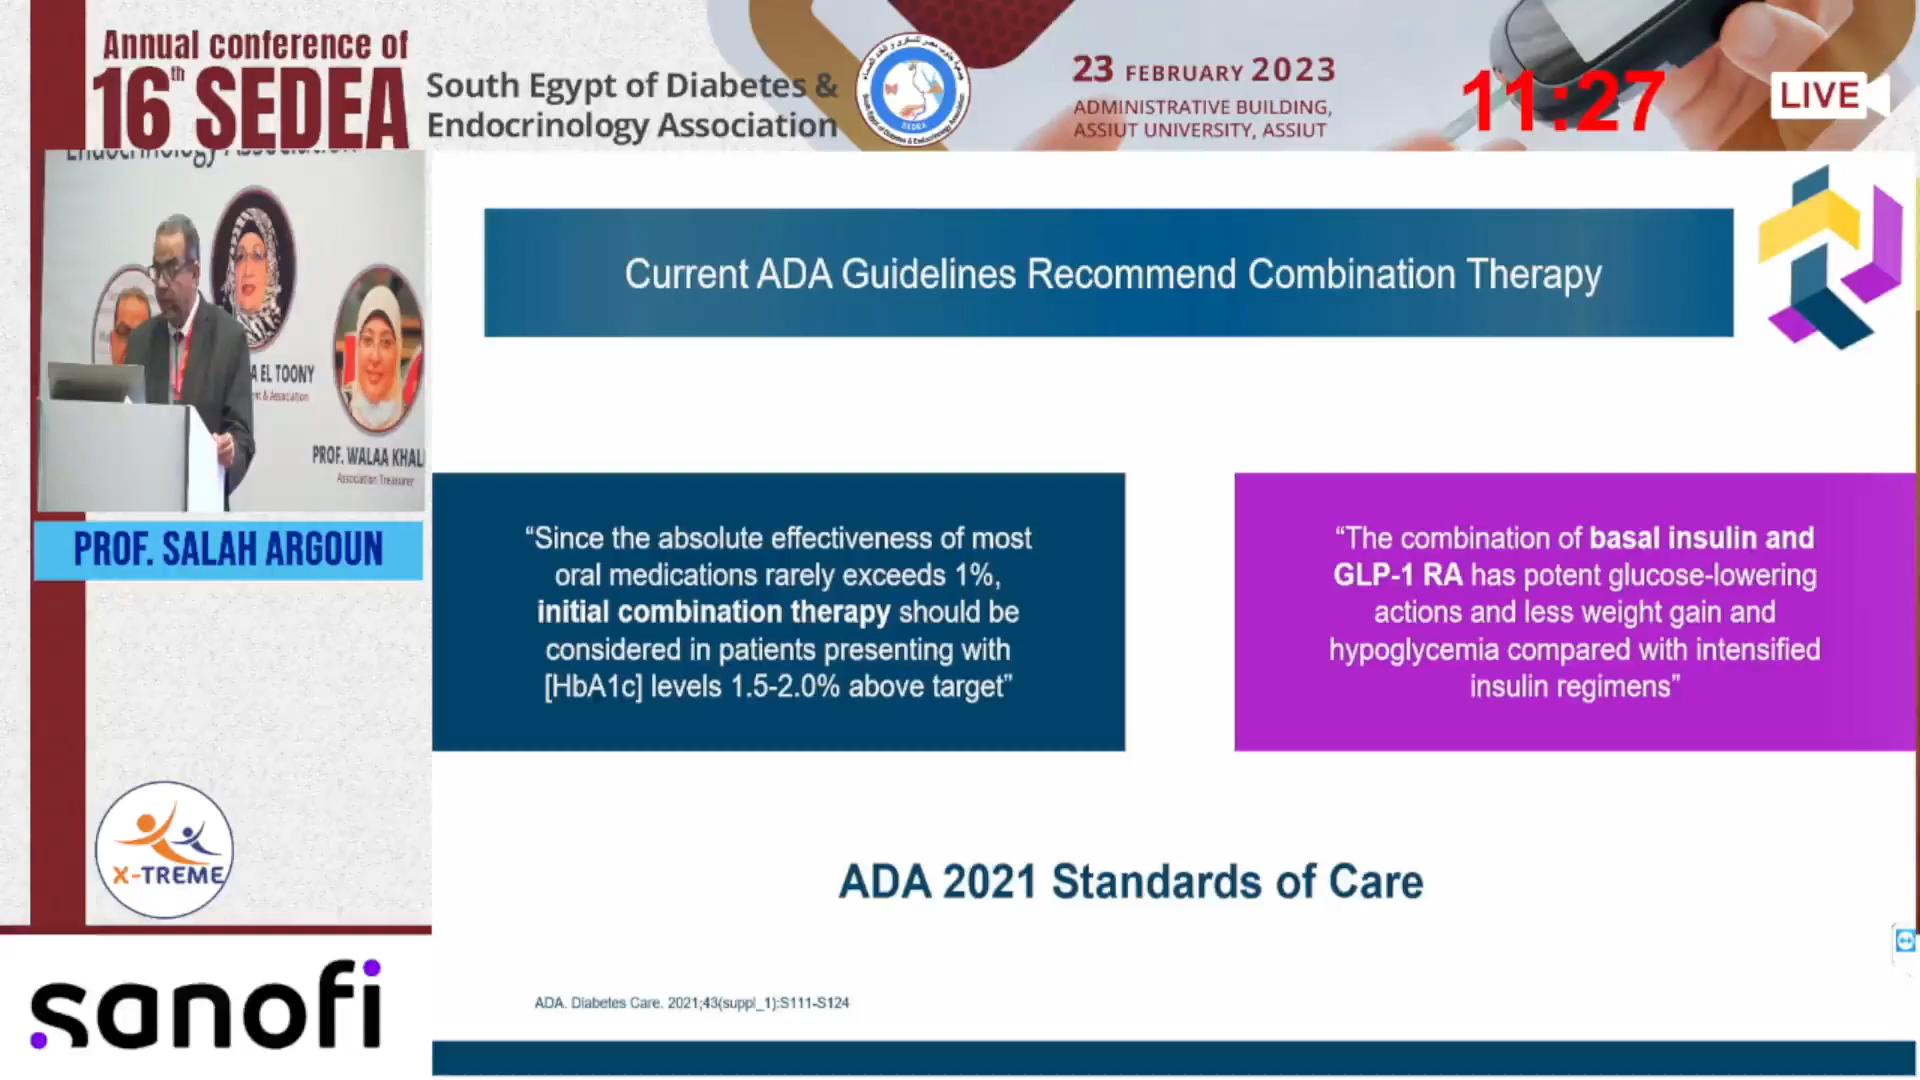 Annual conference of
16th SEDEA
South Egypt of Diabetes &
Endocrinology Association
SEDEA
23 FEBRUARY 2023
ADMINISTRATIVE BUILDING,
ASSIUT UNIVERSITY, ASSIUT
11:27
LIVE
A EL TOONY
PROF. WALAA KHAL
Association Treasurer
PROF. SALAH ARGOUN
X-TREME
sanofi
Current ADA Guidelines Recommend Combination Therapy
“Since the absolute effectiveness of most
oral medications rarely exceeds 1%,
initial combination therapy should be
considered in patients presenting with
[HbA1c] levels 1.5-2.0% above target”
“The combination of basal insulin and
GLP-1 RA has potent glucose-lowering
actions and less weight gain and
hypoglycemia compared with intensified
insulin regimens”
ADA 2021 Standards of Care
ADA. Diabetes Care. 2021;43(suppl_1):S111-S124